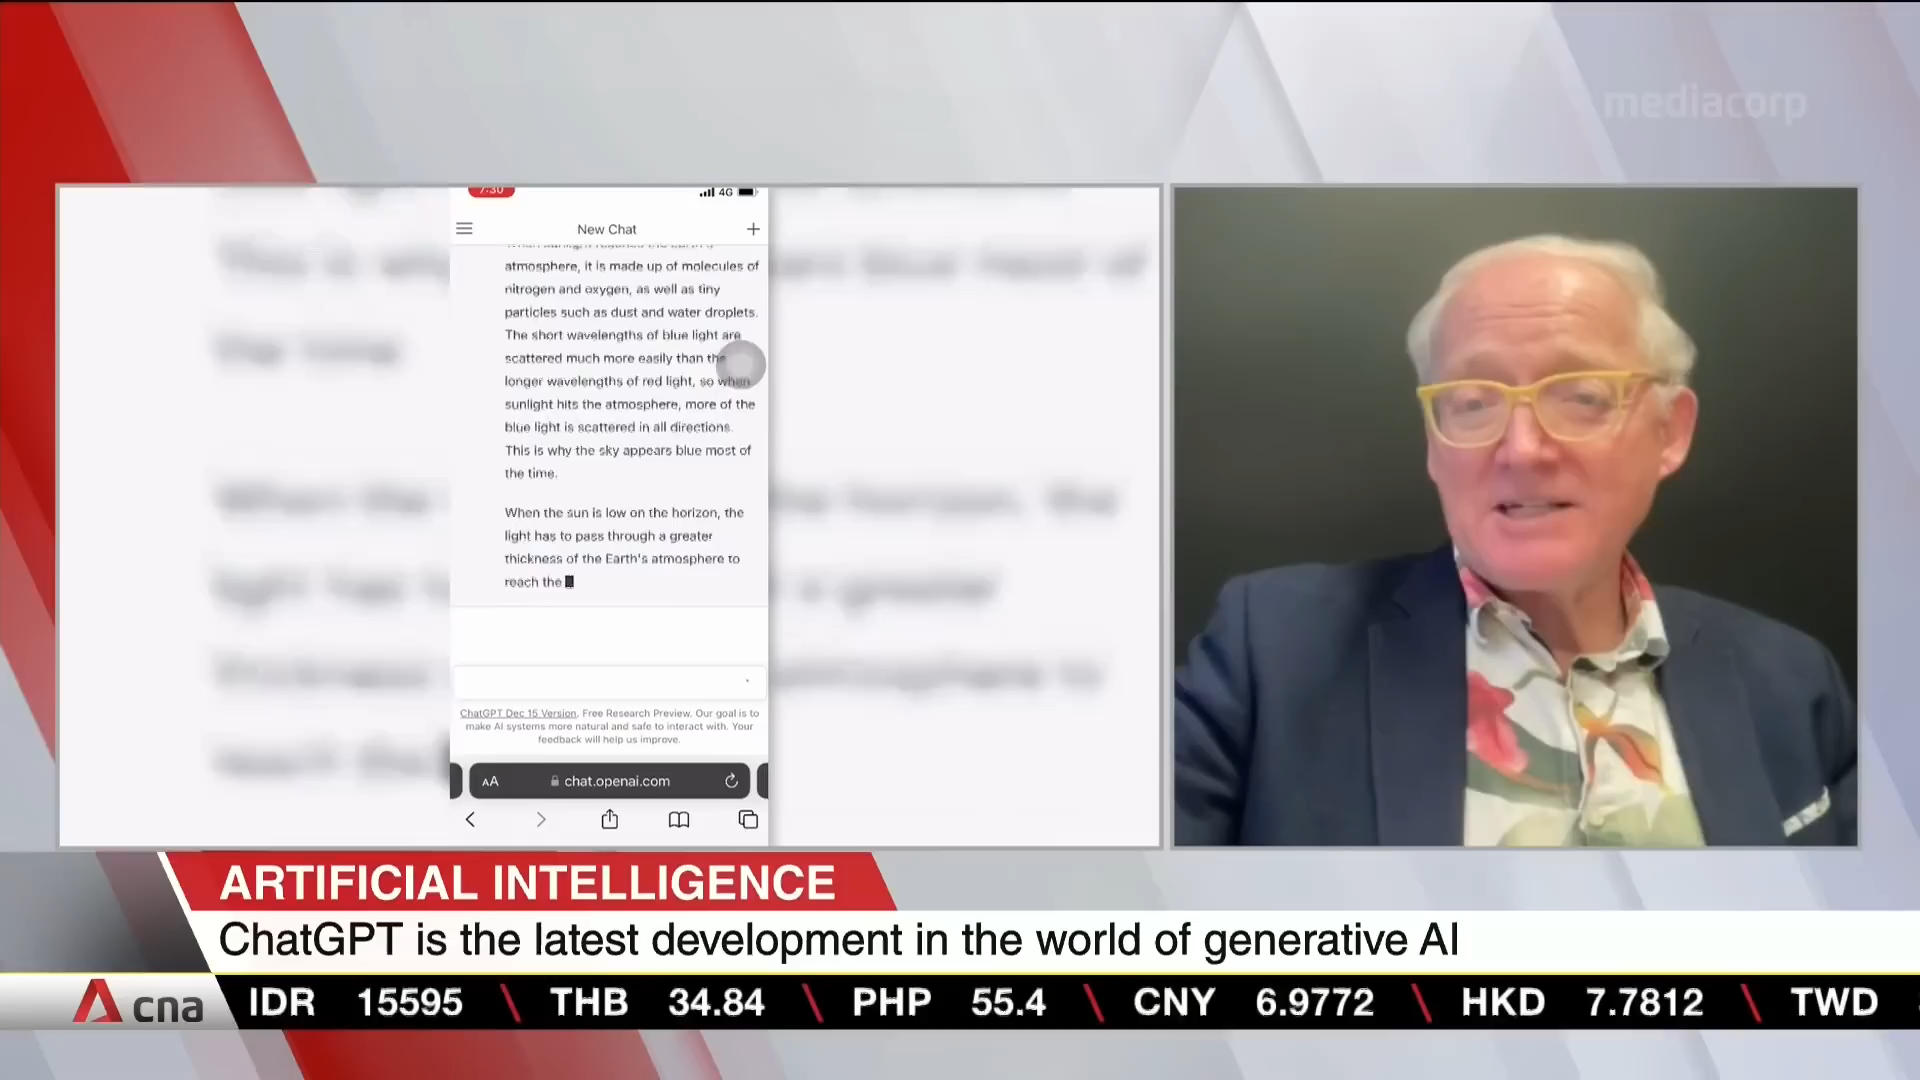 mediacorp
7:30
4G
New Chat
atmosphere, it is made up of molecules of
nitrogen and oxygen, as well as tiny
particles such as dust and water droplets.
The short wavelengths of blue light are
scattered much more easily than the
longer wavelengths of red light, so when
sunlight hits the atmosphere, more of the
blue light is scattered in all directions.
This is why the sky appears blue most of
the time.
When the sun is low on the horizon, the
light has to pass through a greater
thickness of the Earth's atmosphere to
reach the
ChatGPT Dec 15 Version. Free Research Preview. Our goal is to
make AI systems more natural and safe to interact with. Your
feedback will help us improve.
AA chat.openai.com
ARTIFICIAL INTELLIGENCE
ChatGPT is the latest development in the world of generative AI
cna IDR 15595 \ THB 34.84 \ PHP 55.4 \ CNY 6.9772 \ HKD 7.7812 \ TWD